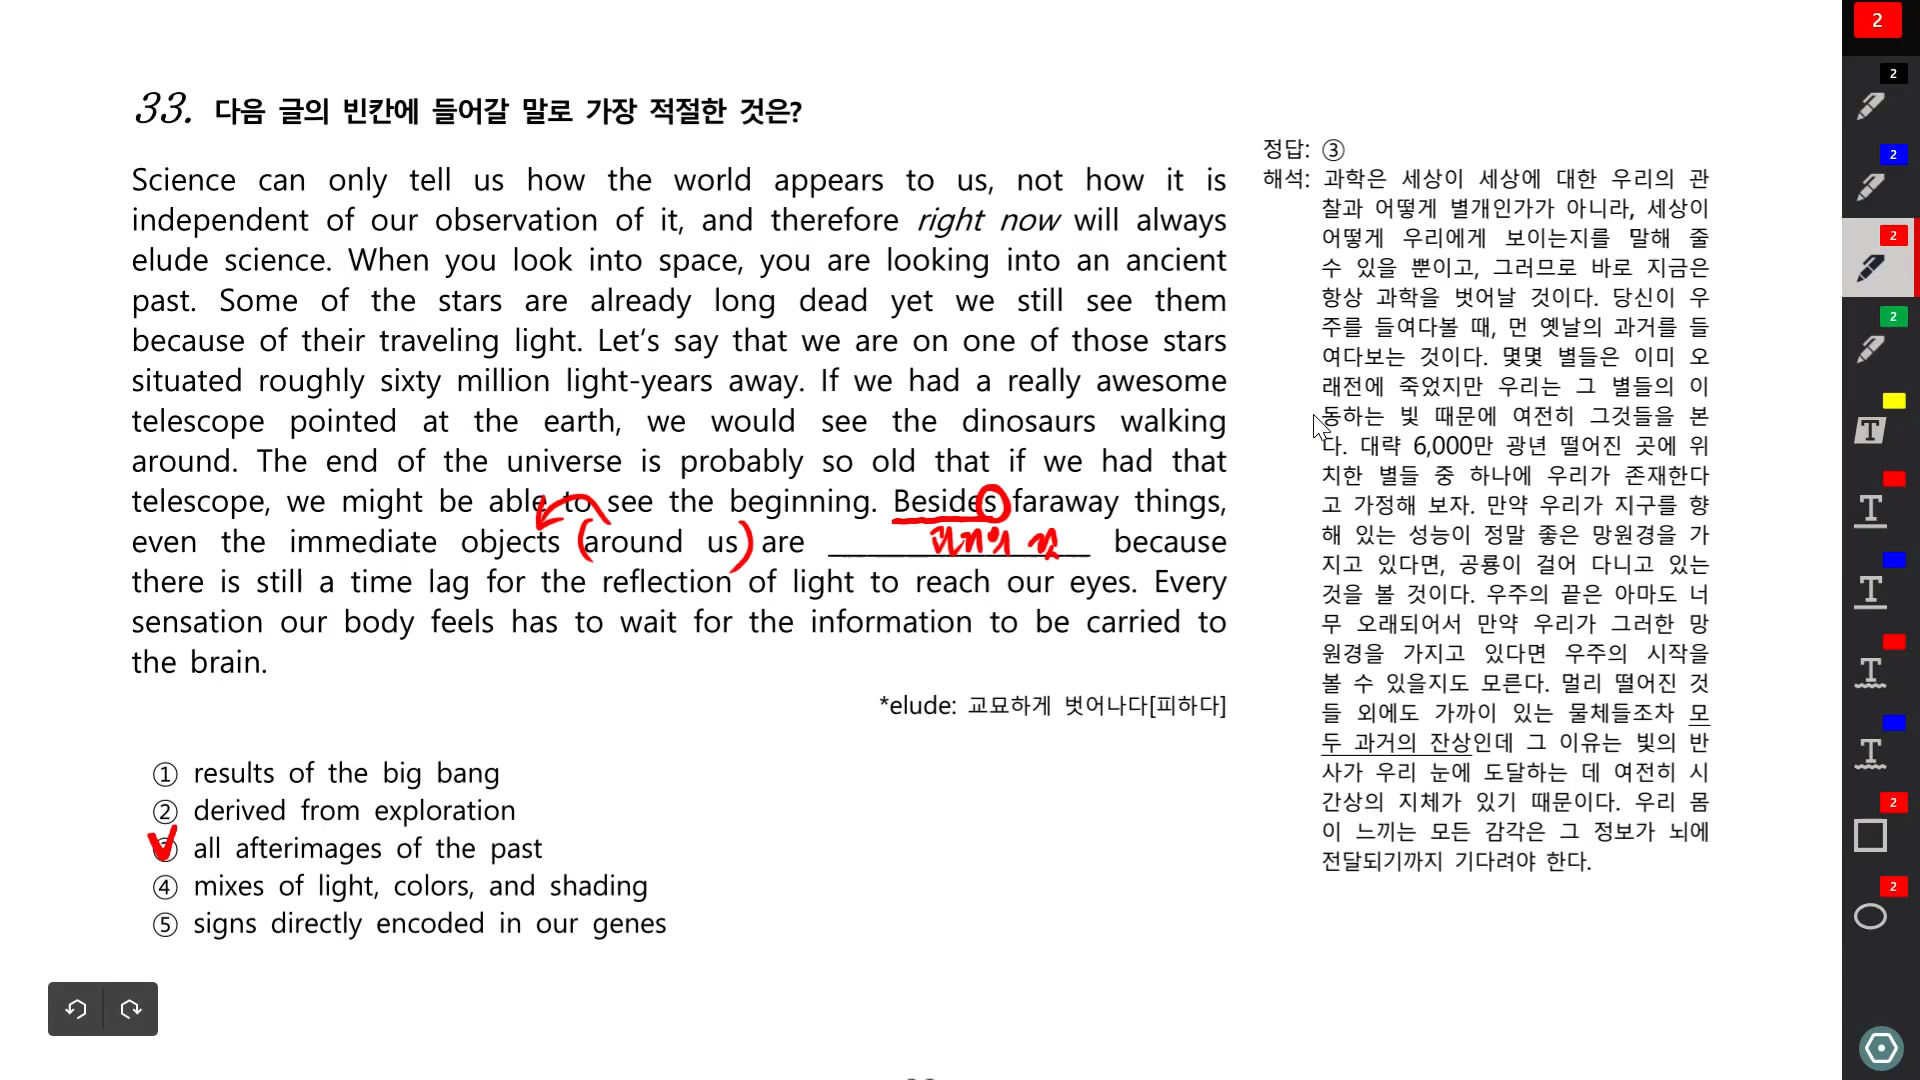 33. 다음 글의 빈칸에 들어갈 말로 가장 적절한 것은?
Science can only tell us how the world appears to us, not how it is
independent of our observation of it, and therefore right now will always
elude science. When you look into space, you are looking into an ancient
past. Some of the stars are already long dead yet we still see them
because of their traveling light. Let's say that we are on one of those stars
situated roughly sixty million light-years away. If we had a really awesome
telescope pointed at the earth, we would see the dinosaurs walking
around. The end of the universe is probably so old that if we had that
telescope, we might be able to see the beginning. Besides faraway things,
even the immediate objects (around us) are ____ because
there is still a time lag for the reflection of light to reach our eyes. Every
sensation our body feels has to wait for the information to be carried to
the brain.
*elude: 교묘하게 벗어나다[피하다]
① results of the big bang
② derived from exploration
③ all afterimages of the past
④ mixes of light, colors, and shading
⑤ signs directly encoded in our genes
정답: ③
해석: 과학은 세상이 세상에 대한 우리의 관
찰과 어떻게 별개인가가 아니라, 세상이
어떻게 우리에게 보이는지를 말해 줄
수 있을 뿐이고, 그러므로 바로 지금은
항상 과학을 벗어날 것이다. 당신이 우
주를 들여다볼 때, 먼 옛날의 과거를 들
여다보는 것이다. 몇몇 별들은 이미 오
래전에 죽었지만 우리는 그 별들의 이
동하는 빛 때문에 여전히 그것들을 본
다. 대략 6,000만 광년 떨어진 곳에 위
치한 별들 중 하나에 우리가 존재한다
고 가정해 보자. 만약 우리가 지구를 향
해 있는 성능이 정말 좋은 망원경을 가
지고 있다면, 공룡이 걸어 다니고 있는
것을 볼 것이다. 우주의 끝은 아마도 너
무 오래되어서 만약 우리가 그러한 망
원경을 가지고 있다면 우주의 시작을
볼 수 있을지도 모른다. 멀리 떨어진 것
들 외에도 가까이 있는 물체들조차 모
두 과거의 잔상인데 그 이유는 빛의 반
사가 우리 눈에 도달하는 데 여전히 시
간상의 지체가 있기 때문이다. 우리 몸
이 느끼는 모든 감각은 그 정보가 뇌에
전달되기까지 기다려야 한다.
2
2
2
2
2
T
T
T
T
T
2
2